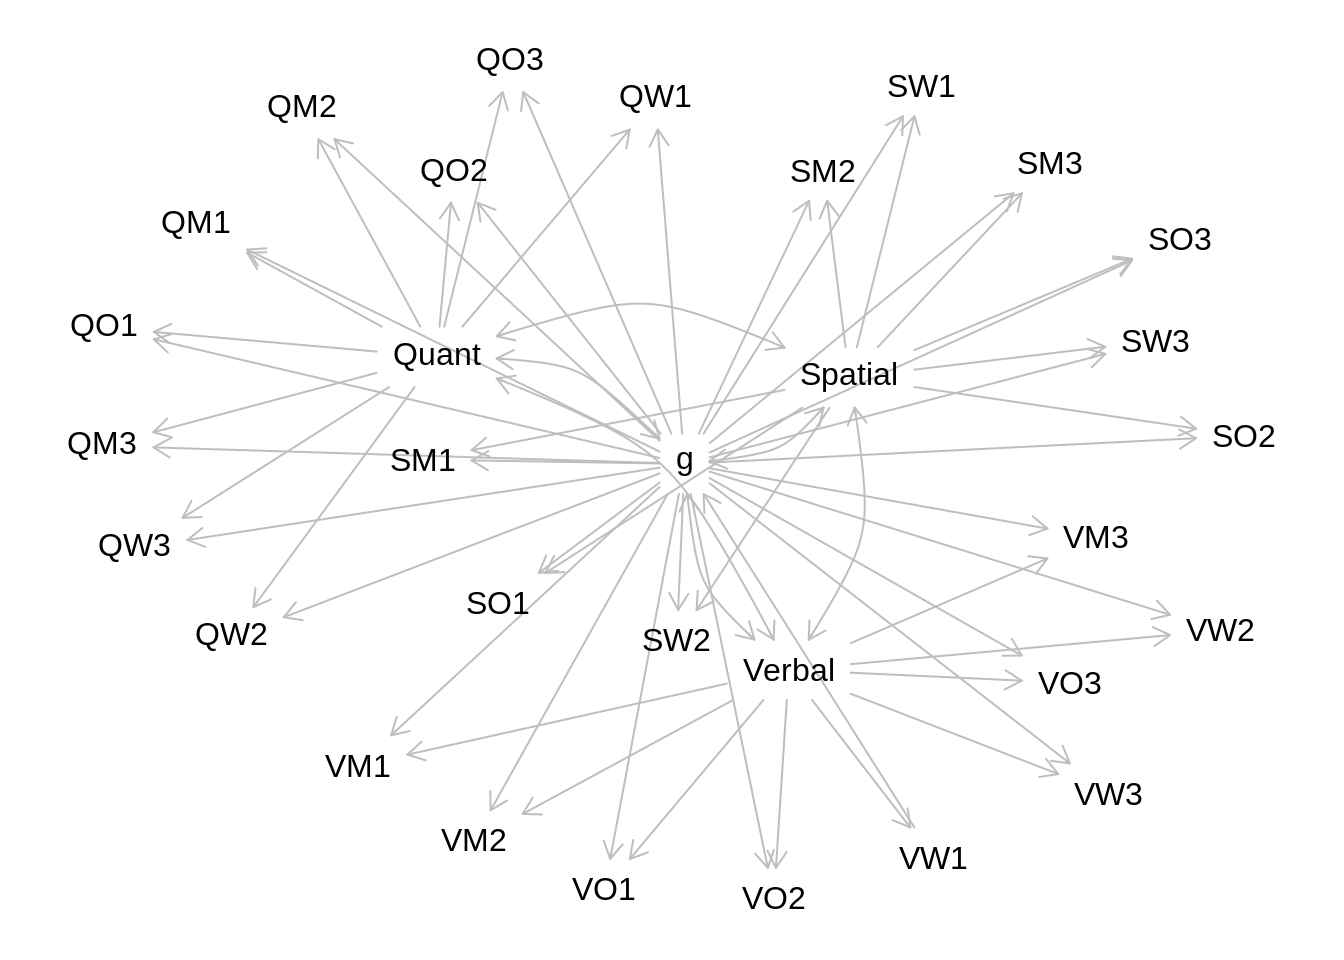 QO3
SW1
QW1
QM2
SM3
QO2
SM2
QM1
SO3
QO1
SW3
Quant
Spatial
SO2
QM3
SM1
g
VM3
QW3
SO1
VW2
QW2
SW2
Verbal
VO3
VM1
VW3
VM2
VW1
VO1
VO2